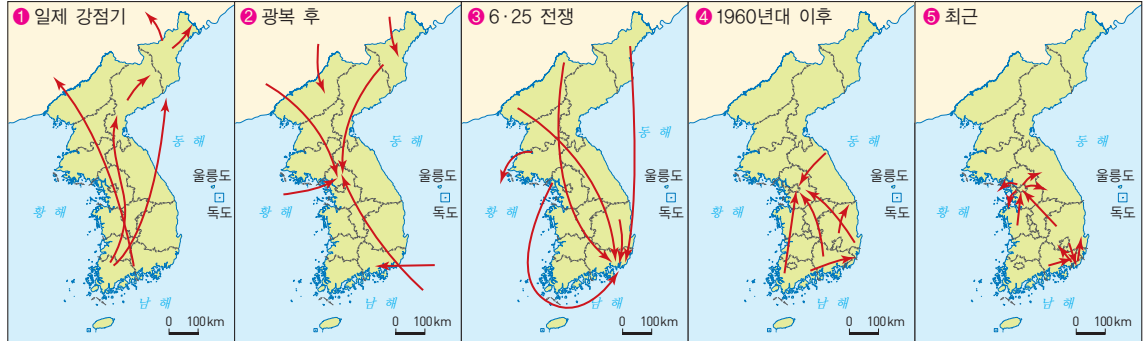 ❶ 일제 강점기
동 해
울릉도
독도
황 해
남 해
0 100km
❷ 광복 후
동 해
울릉도
독도
황 해
남 해
0 100km
❸ 6·25 전쟁
동 해
울릉도
독도
황 해
남 해
0 100km
❹ 1960년대 이후
동 해
울릉도
독도
황 해
남 해
0 100km
❺ 최근
동 해
울릉도
독도
황 해
남 해
0 100km